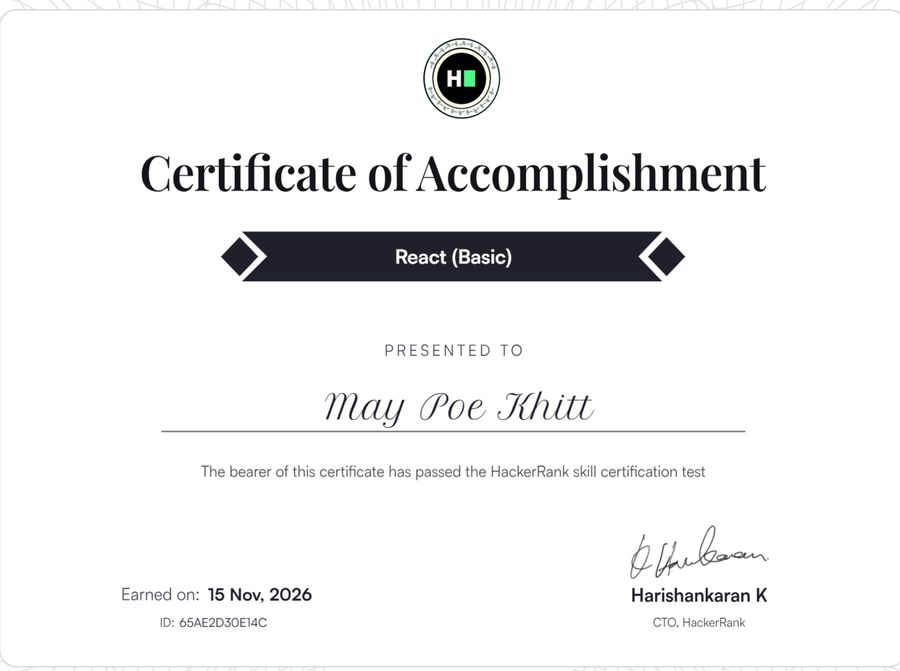 H
Certificate of Accomplishment
React (Basic)
PRESENTED TO
May Poe Khitt
The bearer of this certificate has passed the HackerRank skill certification test
Earned on: 15 Nov, 2026
ID: 65AE2D30E14C
Harishankaran K
CTO, HackerRank